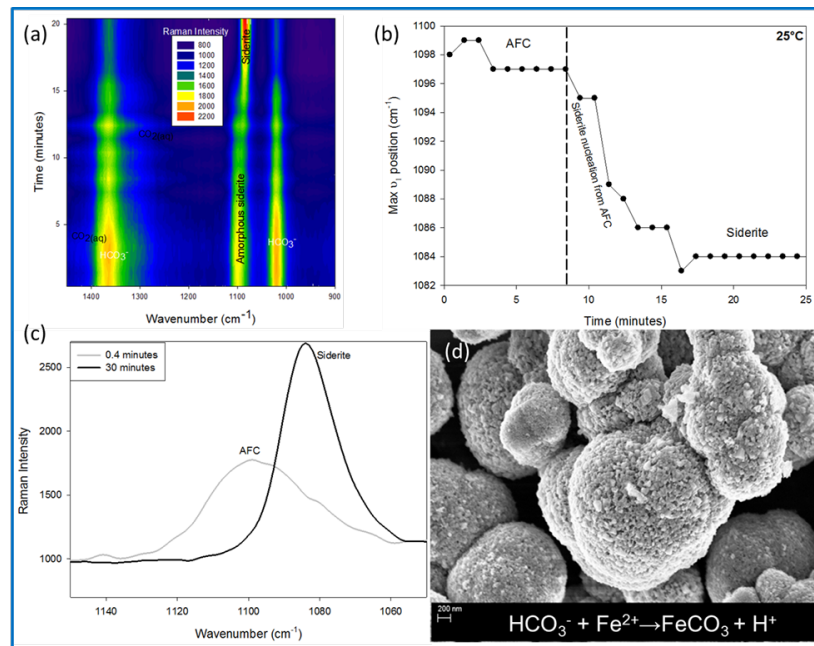 (a)
Raman Intensity
800
1000
1200
1400
1600
1800
2000
2200
Siderite
CO2(aq)
Amorphous siderite
CO2(aq)
HCO3-
HCO3-
20
15
10
5
Time (minutes)
1400 1300 1200 1100 1000 900
Wavenumber (cm-1)
(b)
25°C
AFC
Siderite nucleation from AFC
Siderite
1100
1098
1096
1094
1092
1090
1088
1086
1084
1082
Max υ1 position (cm-1)
0 5 10 15 20 25
Time (minutes)
(c)
0.4 minutes
30 minutes
Siderite
AFC
2500
2000
1500
1000
Raman Intensity
1140 1120 1100 1080 1060
Wavenumber (cm-1)
(d)
200 nm
HCO3- + Fe2+→FeCO3 + H+